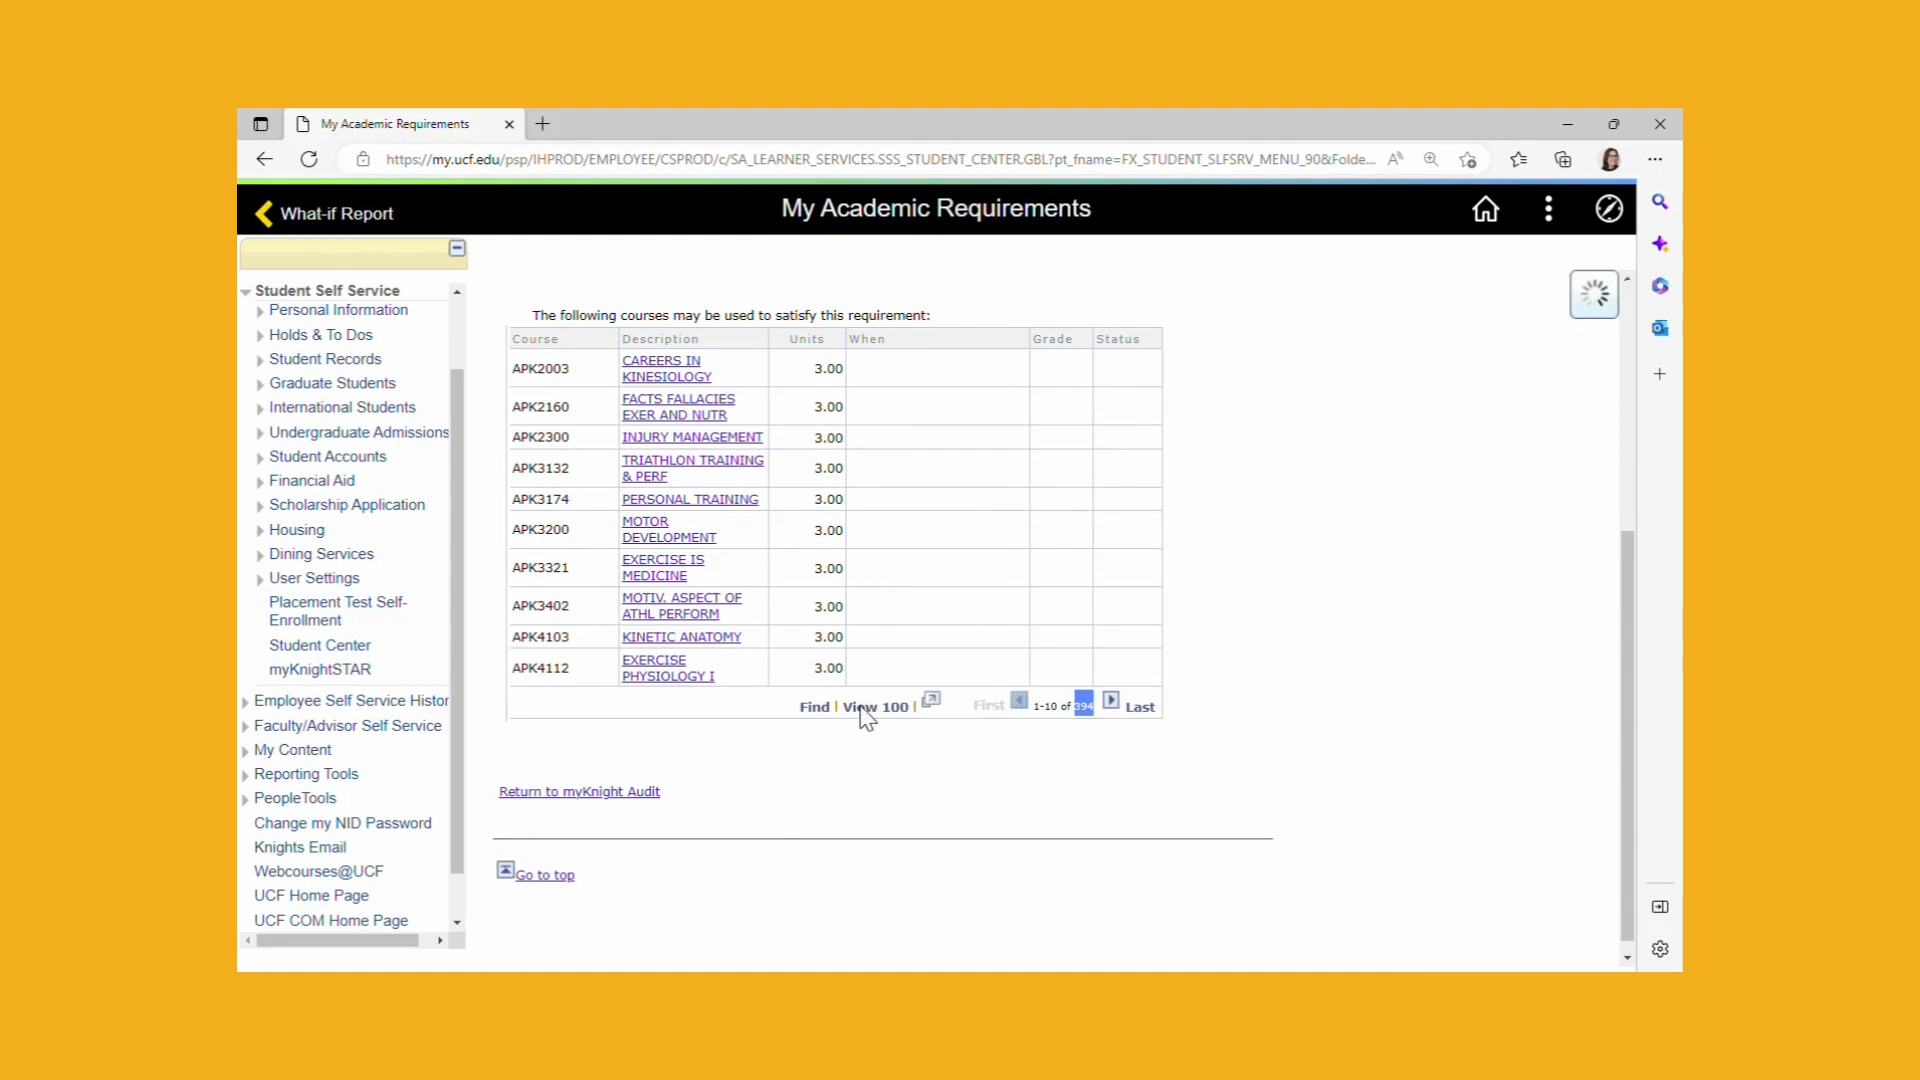 My Academic Requirements
https://my.ucf.edu/psp/IHPROD/EMPLOYEE/CSPROD/c/SA_LEARNER_SERVICES.SSS_STUDENT_CENTER.GBL?pt_fname=FX_STUDENT_SLFSRV_MENU_90&Folde...
What-if Report
My Academic Requirements
Student Self Service
Personal Information
Holds & To Dos
Student Records
Graduate Students
International Students
Undergraduate Admissions
Student Accounts
Financial Aid
Scholarship Application
Housing
Dining Services
User Settings
Placement Test Self-
Enrollment
Student Center
myKnightSTAR
Employee Self Service Histor
Faculty/Advisor Self Service
My Content
Reporting Tools
PeopleTools
Change my NID Password
Knights Email
Webcourses@UCF
UCF Home Page
UCF COM Home Page
The following courses may be used to satisfy this requirement:
Course Description Units When Grade Status
APK2003 CAREERS IN KINESIOLOGY 3.00
APK2160 FACTS FALLACIES EXER AND NUTR 3.00
APK2300 INJURY MANAGEMENT 3.00
APK3132 TRIATHLON TRAINING & PERF 3.00
APK3174 PERSONAL TRAINING 3.00
APK3200 MOTOR DEVELOPMENT 3.00
APK3321 EXERCISE IS MEDICINE 3.00
APK3402 MOTIV. ASPECT OF ATHL PERFORM 3.00
APK4103 KINETIC ANATOMY 3.00
APK4112 EXERCISE PHYSIOLOGY I 3.00
Find | View 100 | First 1-10 of 394 Last
Return to myKnight Audit
Go to top